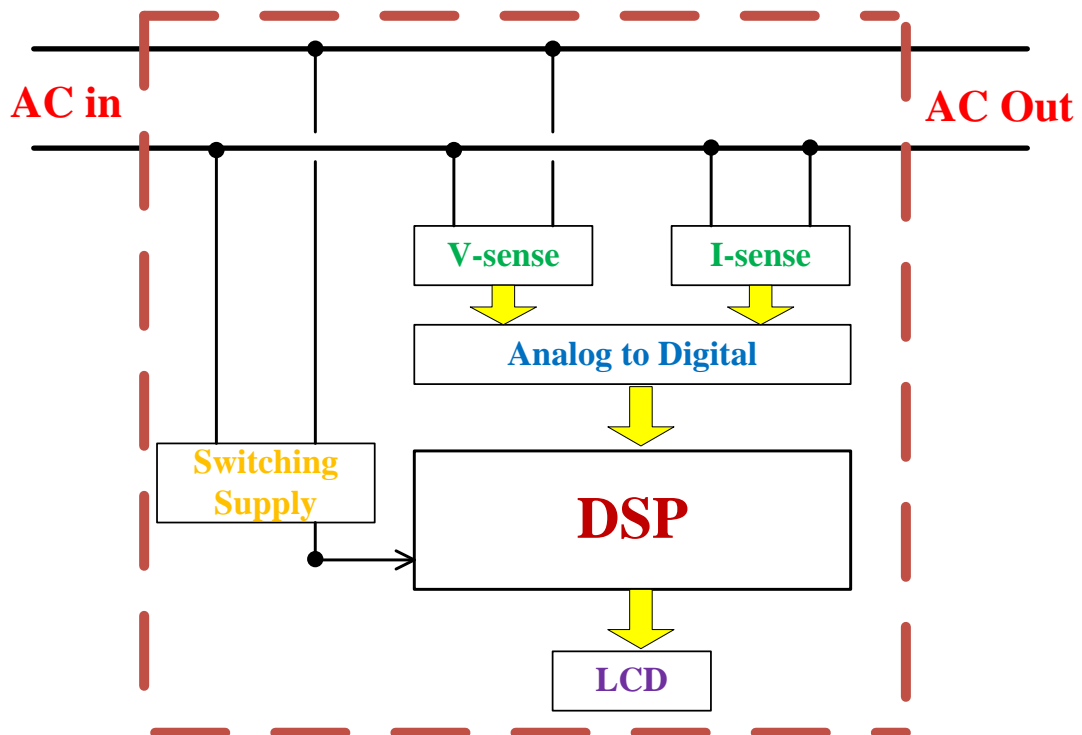 AC in
AC Out
V-sense
I-sense
Analog to Digital
Switching
Supply
DSP
LCD